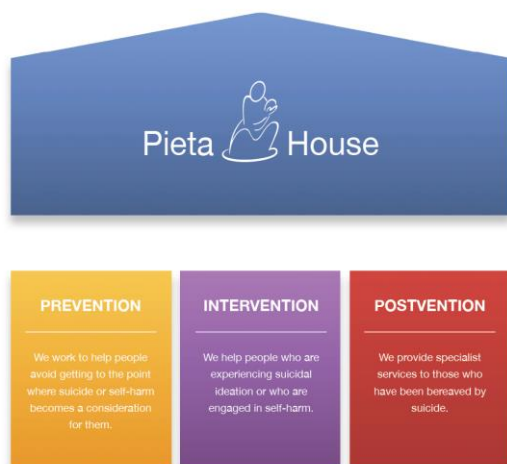 Pieta House
PREVENTION
We work to help people
avoid getting to the point
where suicide or self-harm
becomes a consideration
for them.
INTERVENTION
We help people who are
experiencing suicidal
ideation or who are
engaged in self-harm.
POSTVENTION
We provide specialist
services to those who
have been bereaved by
suicide.